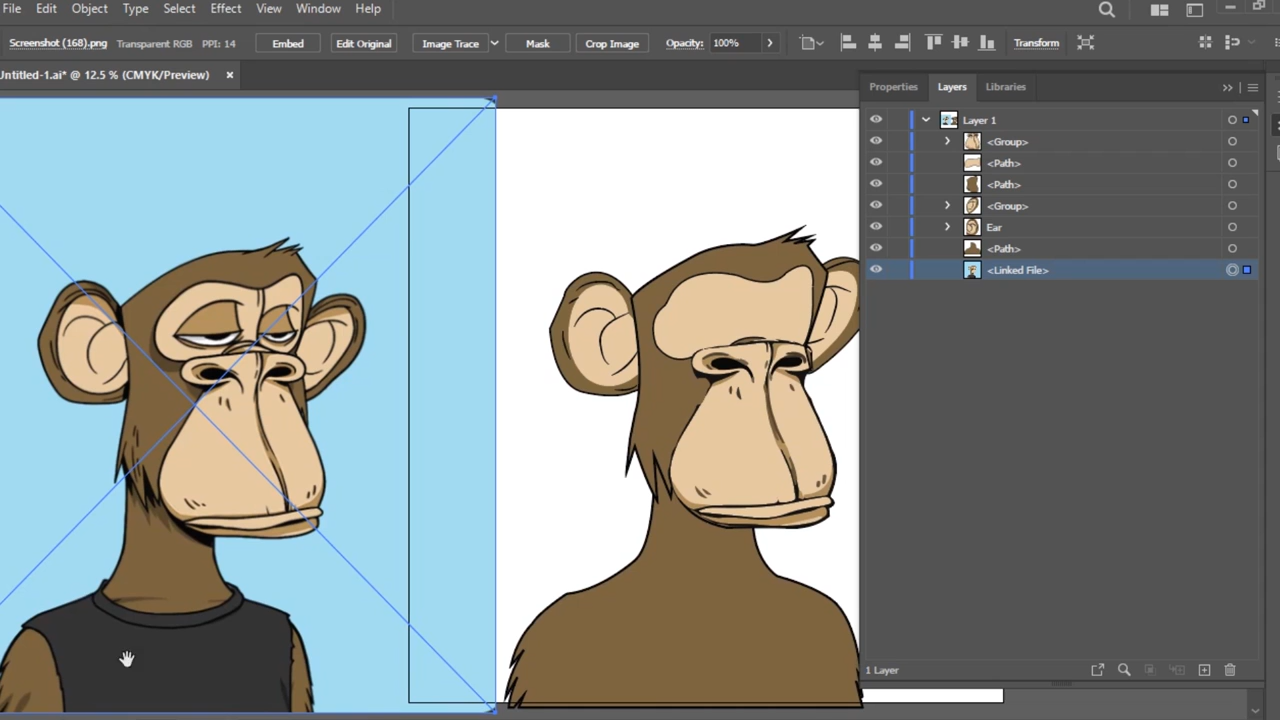 File Edit Object Type Select Effect View Window Help
Screenshot (168).png Transparent RGB PPI: 14 Embed Edit Original Image Trace Mask Crop Image Opacity: 100% Transform
Untitled-1.ai* @ 12.5 % (CMYK/Preview) ×
Properties Layers Libraries
Layer 1
<Group>
<Path>
<Path>
<Group>
Ear
<Path>
<Linked File>
1 Layer